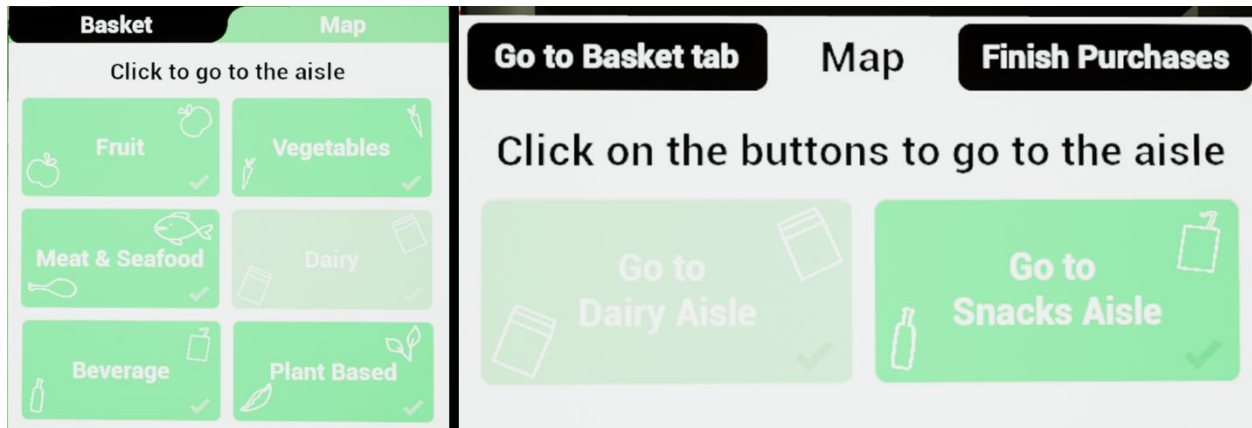 Basket
Map
Click to go to the aisle
Fruit
Vegetables
Meat & Seafood
Dairy
Beverage
Plant Based
Go to Basket tab
Map
Finish Purchases
Click on the buttons to go to the aisle
Go to
Dairy Aisle
Go to
Snacks Aisle